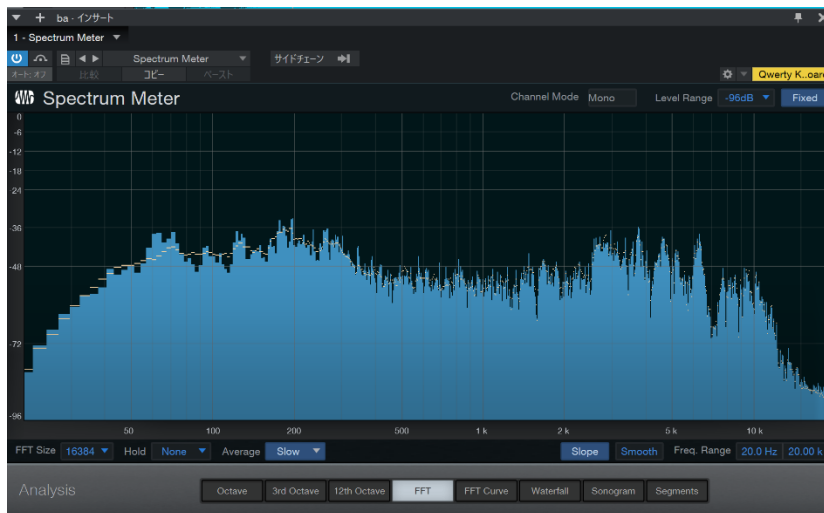 ba - インサート
1 - Spectrum Meter
Spectrum Meter サイドチェーン
オート: オフ 比較 コピー ペースト
Qwerty K..oard
Spectrum Meter Channel Mode Mono Level Range -96dB Fixed
0
-6
-12
-18
24
-36
-48
-72
-96
50 100 200 500 1 k 2 k 5 k 10 k
FFT Size 16384 Hold None Average Slow Slope Smooth Freq. Range 20.0 Hz 20.00 k
Analysis Octave 3rd Octave 12th Octave FFT FFT Curve Waterfall Sonogram Segments